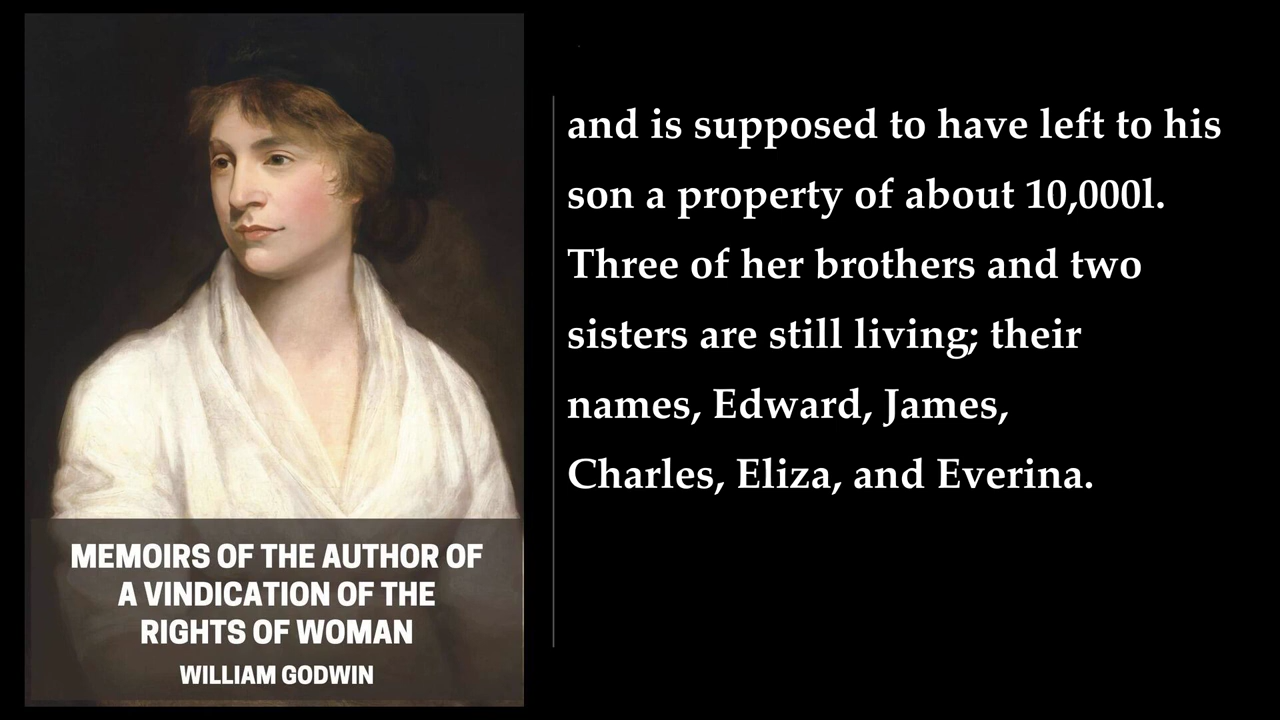 and is supposed to have left to his
son a property of about 10,000l.
Three of her brothers and two
sisters are still living; their
names, Edward, James,
Charles, Eliza, and Everina.
MEMOIRS OF THE AUTHOR OF
A VINDICATION OF THE
RIGHTS OF WOMAN
WILLIAM GODWIN